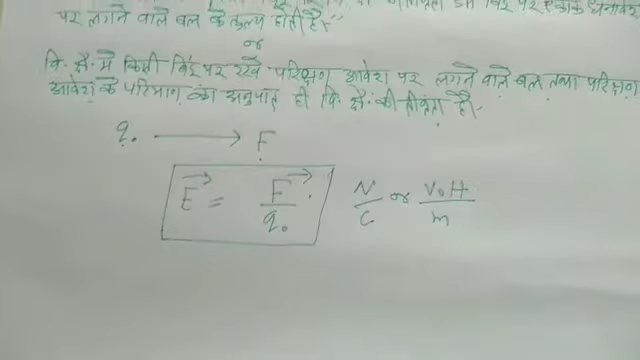 पर लगने वाले बल के तुल्य होती है।
or
वि. क्षै. में किसी बिंदु पर रखे परिक्षण आवेश पर लगने वाले बल तथा परिक्षण
आवेश के परिमाण का अनुपात ही वि. क्षै. की तीव्रता है।
q₀ ⟶ F
E⃗ = F⃗/q₀ N/C or Volt/m